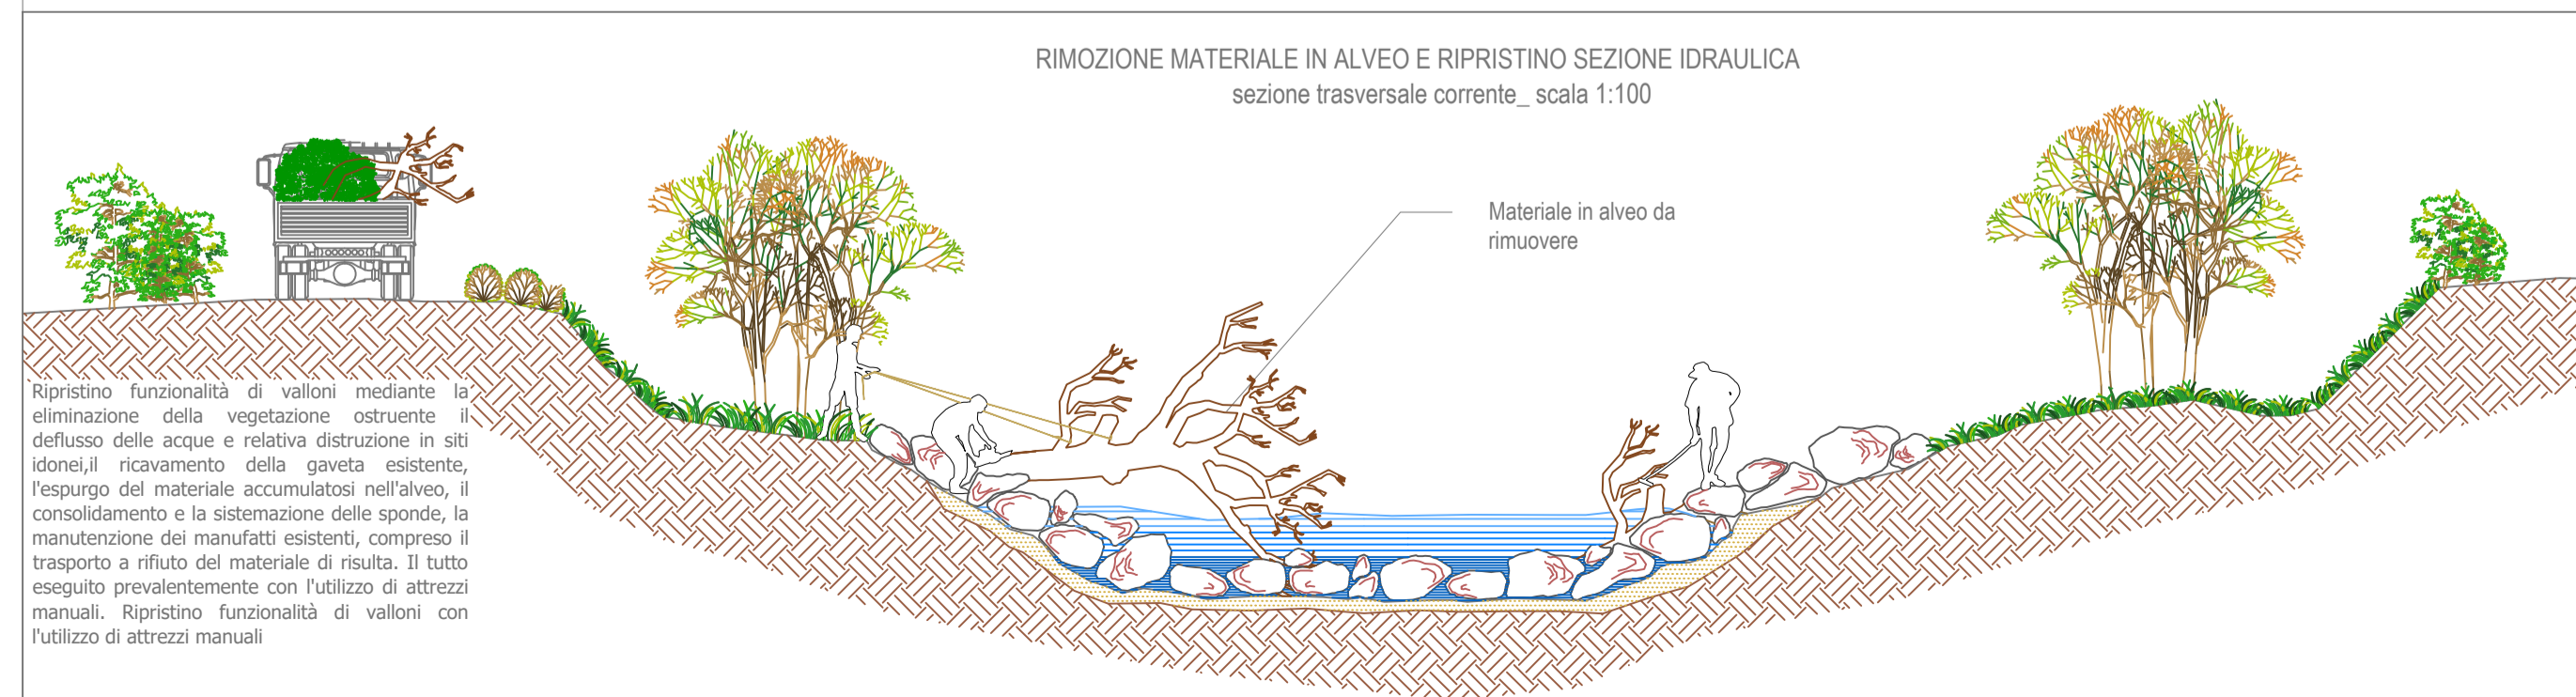 RIMOZIONE MATERIALE IN ALVEO E RIPRISTINO SEZIONE IDRAULICA
sezione trasversale corrente_ scala 1:100
Materiale in alveo da
rimuovere
Ripristino funzionalità di valloni mediante la
eliminazione della vegetazione ostruente il
deflusso delle acque e relativa distruzione in siti
idonei,il ricavamento della gaveta esistente,
l'espurgo del materiale accumulatosi nell'alveo, il
consolidamento e la sistemazione delle sponde, la
manutenzione dei manufatti esistenti, compreso il
trasporto a rifiuto del materiale di risulta. Il tutto
eseguito prevalentemente con l'utilizzo di attrezzi
manuali. Ripristino funzionalità di valloni con
l'utilizzo di attrezzi manuali